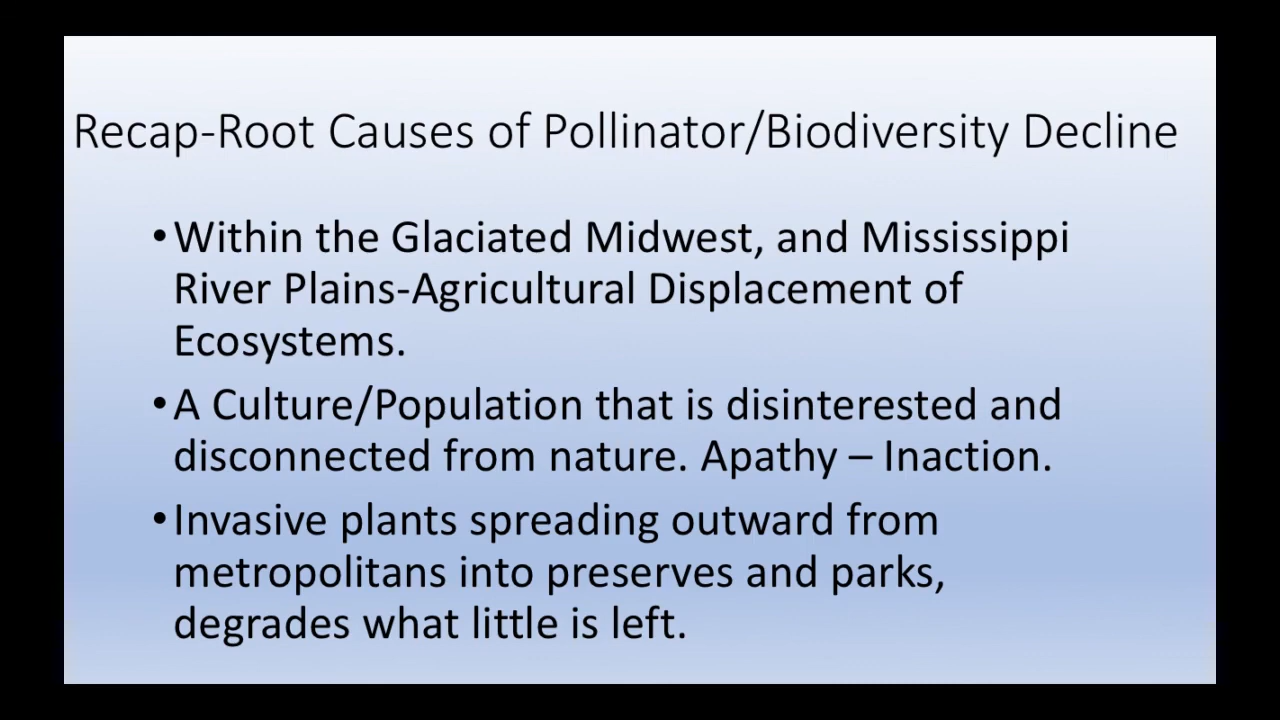 Recap-Root Causes of Pollinator/Biodiversity Decline
•Within the Glaciated Midwest, and Mississippi
River Plains-Agricultural Displacement of
Ecosystems.
•A Culture/Population that is disinterested and
disconnected from nature. Apathy – Inaction.
•Invasive plants spreading outward from
metropolitans into preserves and parks,
degrades what little is left.